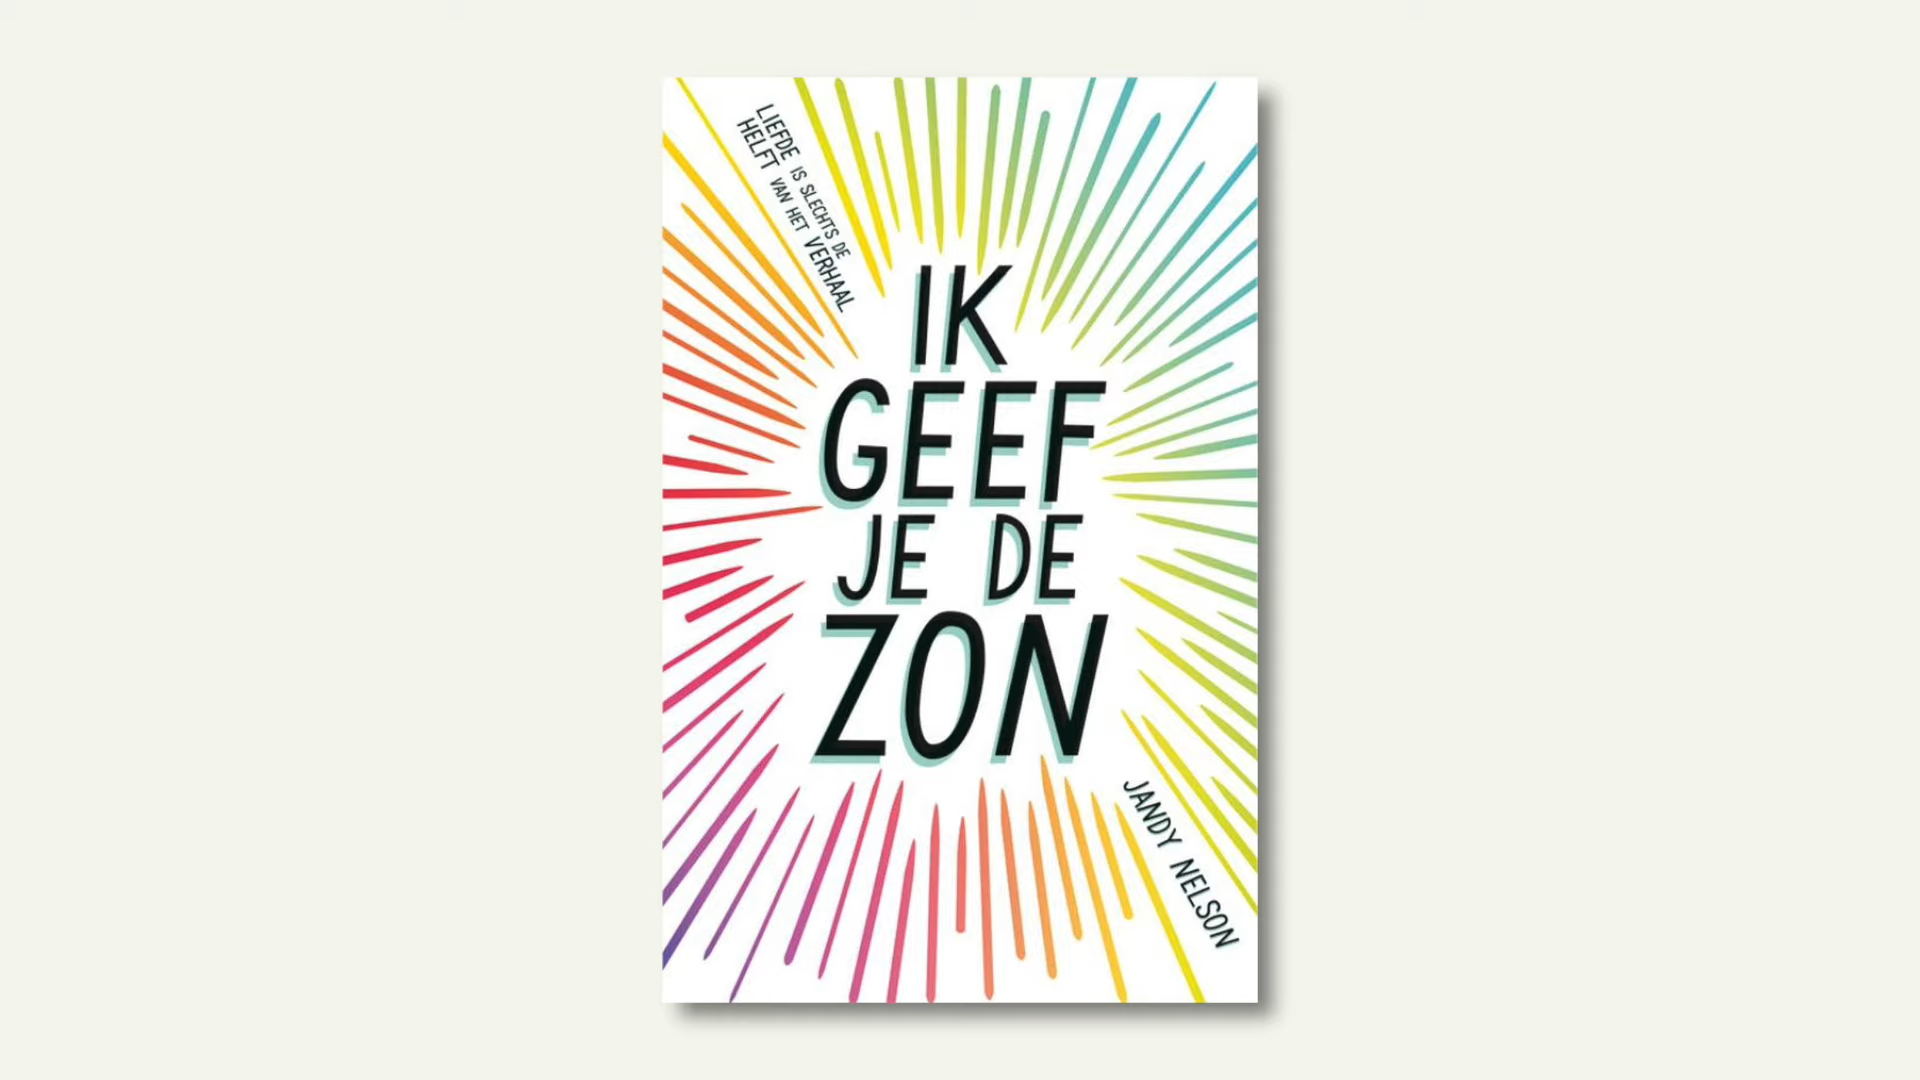 LIEFDE IS SLECHTS DE
HELFT VAN HET VERHAAL
IK
GEEF
JE DE
ZON
JANDY NELSON